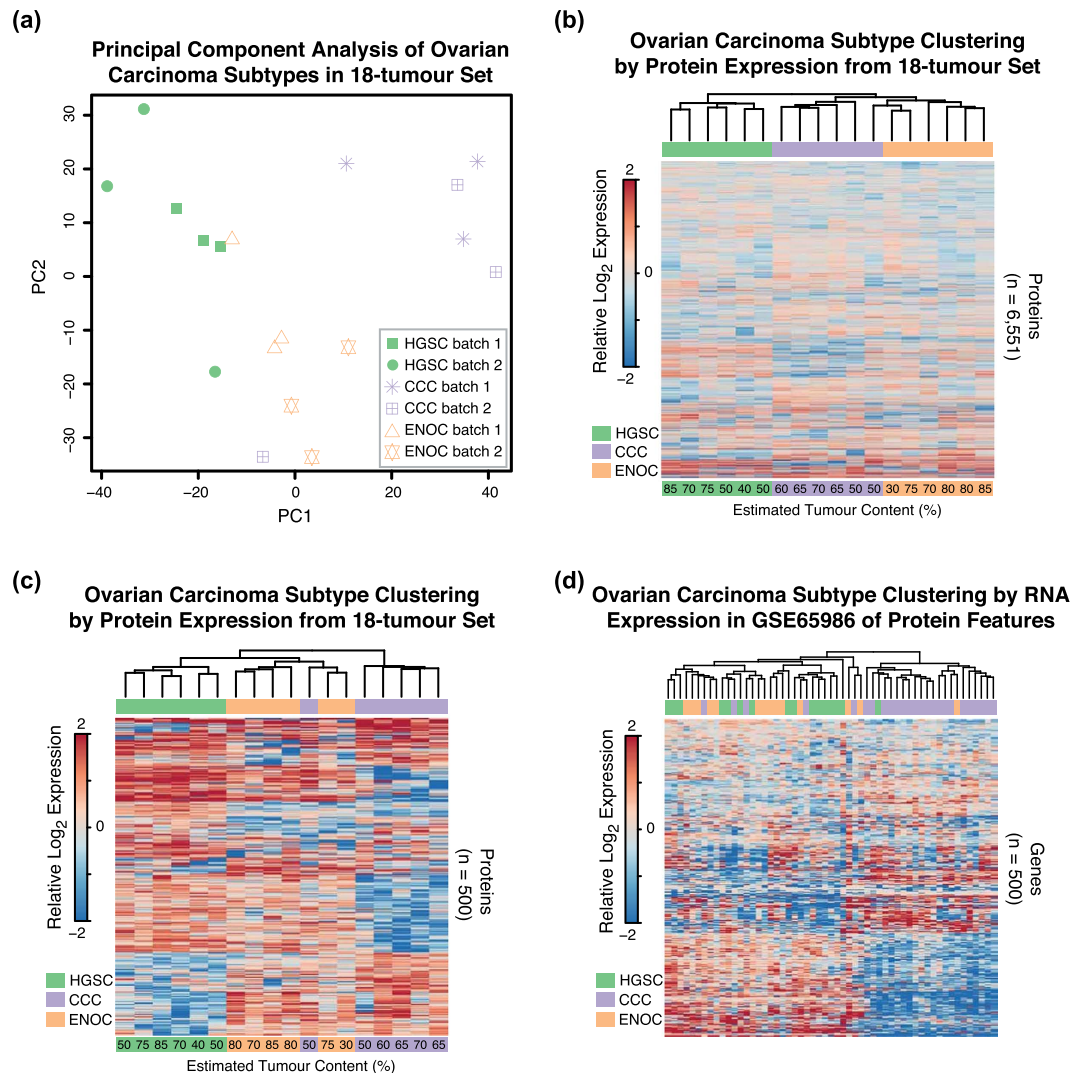 (a)
Principal Component Analysis of Ovarian
Carcinoma Subtypes in 18-tumour Set
PC2
30
20
10
0
−10
−20
−30
−40 −20 0 20 40
PC1
HGSC batch 1
HGSC batch 2
CCC batch 1
CCC batch 2
ENOC batch 1
ENOC batch 2
(b)
Ovarian Carcinoma Subtype Clustering
by Protein Expression from 18-tumour Set
Relative Log2 Expression
2
0
−2
Proteins
(n = 6,551)
HGSC
CCC
ENOC
85 70 75 50 40 50 60 65 70 65 50 50 30 75 70 80 80 85
Estimated Tumour Content (%)
(c)
Ovarian Carcinoma Subtype Clustering
by Protein Expression from 18-tumour Set
Relative Log2 Expression
2
0
−2
Proteins
(n = 500)
HGSC
CCC
ENOC
50 75 85 70 40 50 80 70 85 80 50 75 30 50 60 65 70 65
Estimated Tumour Content (%)
(d)
Ovarian Carcinoma Subtype Clustering by RNA
Expression in GSE65986 of Protein Features
Relative Log2 Expression
2
0
−2
Genes
(n = 500)
HGSC
CCC
ENOC